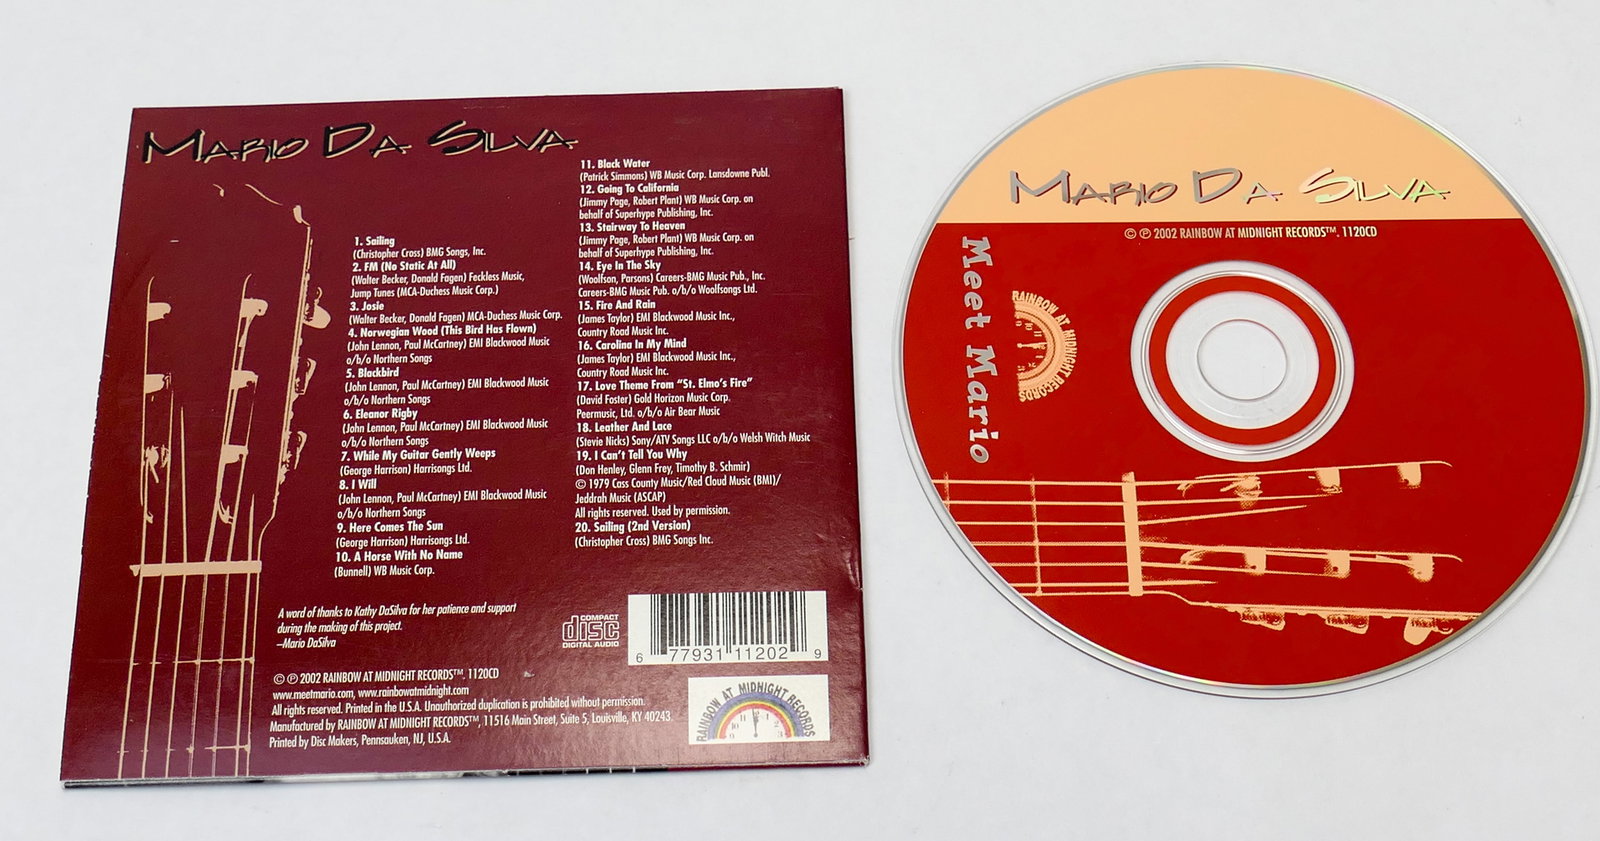 Mario Da Silva
1. Sailing
(Christopher Cross) BMG Songs, Inc.
2. FM (No Static At All)
(Walter Becker, Donald Fagen) Feckless Music,
Jump Tunes (MCA-Duchess Music Corp.)
3. Josie
(Walter Becker, Donald Fagen) MCA-Duchess Music Corp.
4. Norwegian Wood (This Bird Has Flown)
(John Lennon, Paul McCartney) EMI Blackwood Music
o/b/o Northern Songs
5. Blackbird
(John Lennon, Paul McCartney) EMI Blackwood Music
o/b/o Northern Songs
6. Eleanor Rigby
(John Lennon, Paul McCartney) EMI Blackwood Music
o/b/o Northern Songs
7. While My Guitar Gently Weeps
(George Harrison) Harrisongs Ltd.
8. I Will
(John Lennon, Paul McCartney) EMI Blackwood Music
o/b/o Northern Songs
9. Here Comes The Sun
(George Harrison) Harrisongs Ltd.
10. A Horse With No Name
(Bunnell) WB Music Corp.
11. Black Water
(Patrick Simmons) WB Music Corp. Lansdowne Publ.
12. Going To California
(Jimmy Page, Robert Plant) WB Music Corp. on
behalf of Superhype Publishing, Inc.
13. Stairway To Heaven
(Jimmy Page, Robert Plant) WB Music Corp. on
behalf of Superhype Publishing, Inc.
14. Eye In The Sky
(Woolfson, Parsons) Careers-BMG Music Pub., Inc.
Careers-BMG Music Pub. o/b/o Woolfsongs Ltd.
15. Fire And Rain
(James Taylor) EMI Blackwood Music Inc.,
Country Road Music Inc.
16. Carolina In My Mind
(James Taylor) EMI Blackwood Music Inc.,
Country Road Music Inc.
17. Love Theme From “St. Elmo's Fire”
(David Foster) Gold Horizon Music Corp.
Peermusic, Ltd. o/b/o Air Bear Music
18. Leather And Lace
(Stevie Nicks) Sony/ATV Songs LLC o/b/o Welsh Witch Music
19. I Can't Tell You Why
(Don Henley, Glenn Frey, Timothy B. Schmir)
© 1979 Cass County Music/Red Cloud Music (BMI)/
Jeddrah Music (ASCAP)
All rights reserved. Used by permission.
20. Sailing (2nd Version)
(Christopher Cross) BMG Songs Inc.
A word of thanks to Kathy DaSilva for her patience and support
during the making of this project.
–Mario DaSilva
COMPACT
disc
DIGITAL AUDIO
6 77931 11202 9
© ℗ 2002 RAINBOW AT MIDNIGHT RECORDS™. 1120CD
www.meetmario.com, www.rainbowatmidnight.com
All rights reserved. Printed in the U.S.A. Unauthorized duplication is prohibited without permission.
Manufactured by RAINBOW AT MIDNIGHT RECORDS™, 11516 Main Street, Suite 5, Louisville, KY 40243.
Printed by Disc Makers, Pennsauken, NJ, U.S.A.
RAINBOW AT MIDNIGHT RECORDS
Mario Da Silva
© ℗ 2002 RAINBOW AT MIDNIGHT RECORDS™. 1120CD
Meet Mario
RAINBOW AT MIDNIGHT RECORDS